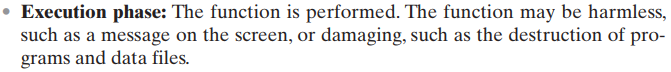 • Execution phase: The function is performed. The function may be harmless,
such as a message on the screen, or damaging, such as the destruction of pro-
grams and data files.